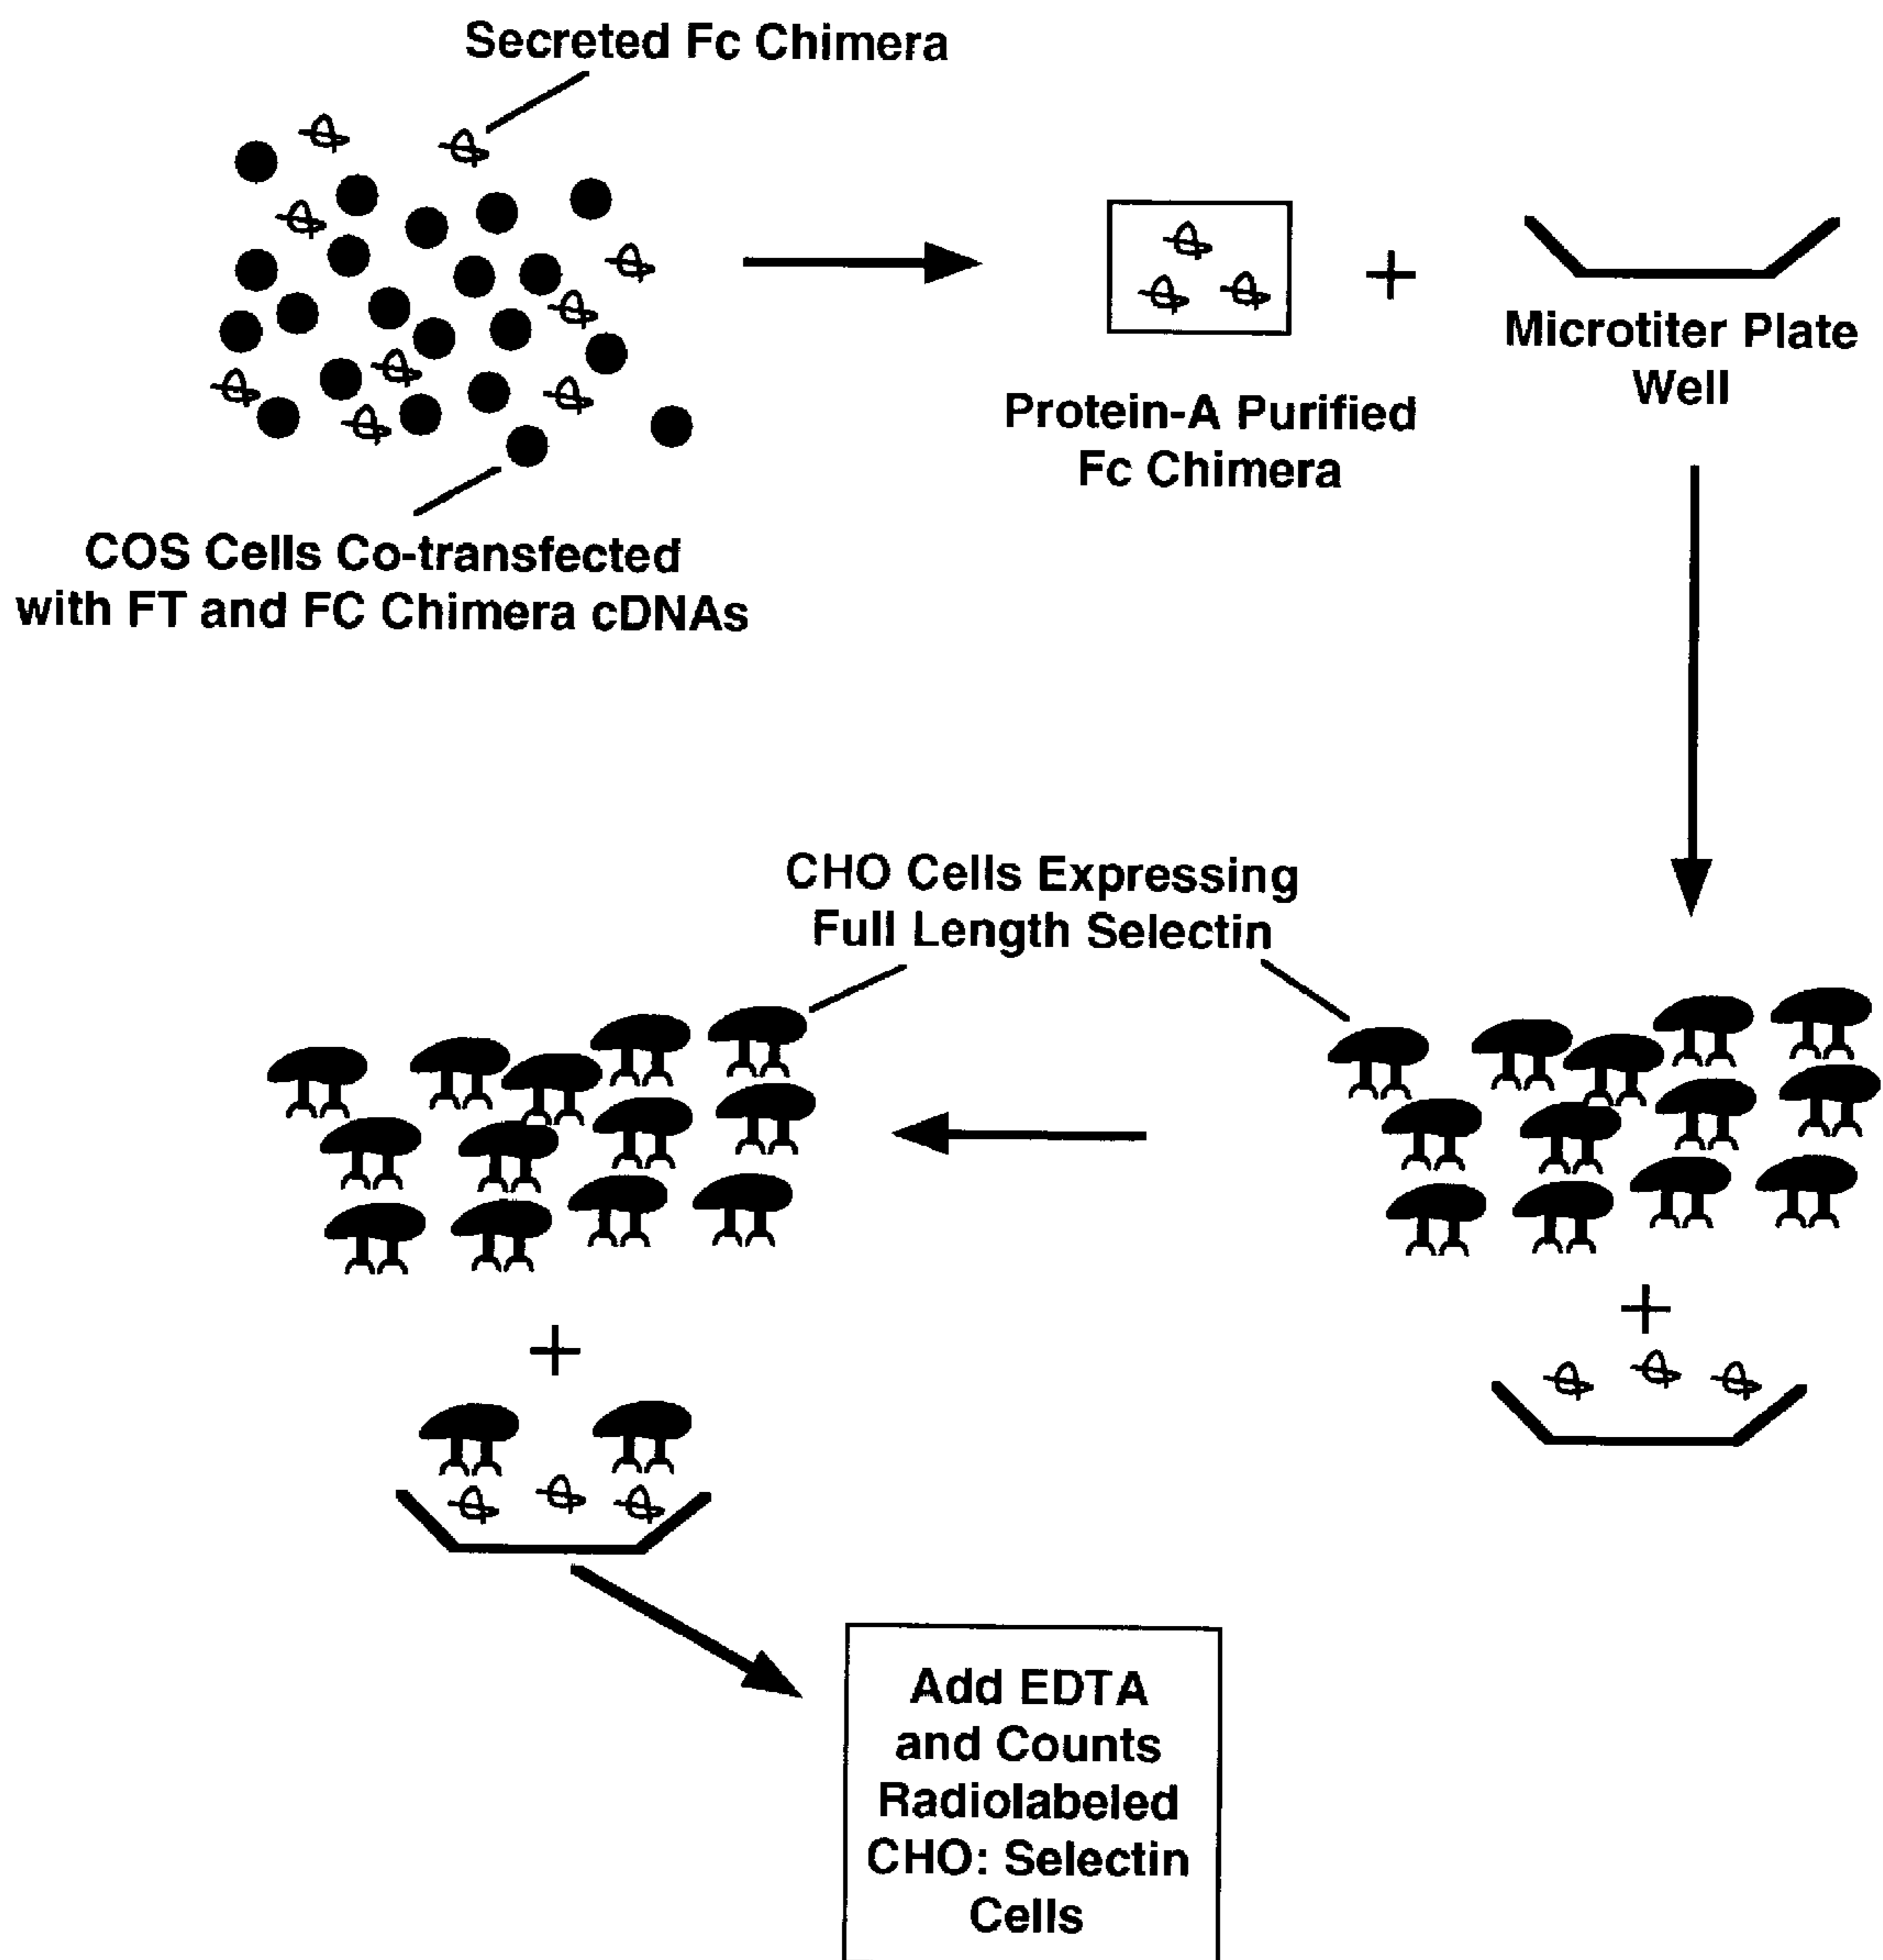 Secreted Fc Chimera
COS Cells Co-transfected
with FT and FC Chimera cDNAs
+
Protein-A Purified
Fc Chimera
Microtiter Plate
Well
CHO Cells Expressing
Full Length Selectin
+
+
Add EDTA
and Counts
Radiolabeled
CHO: Selectin
Cells